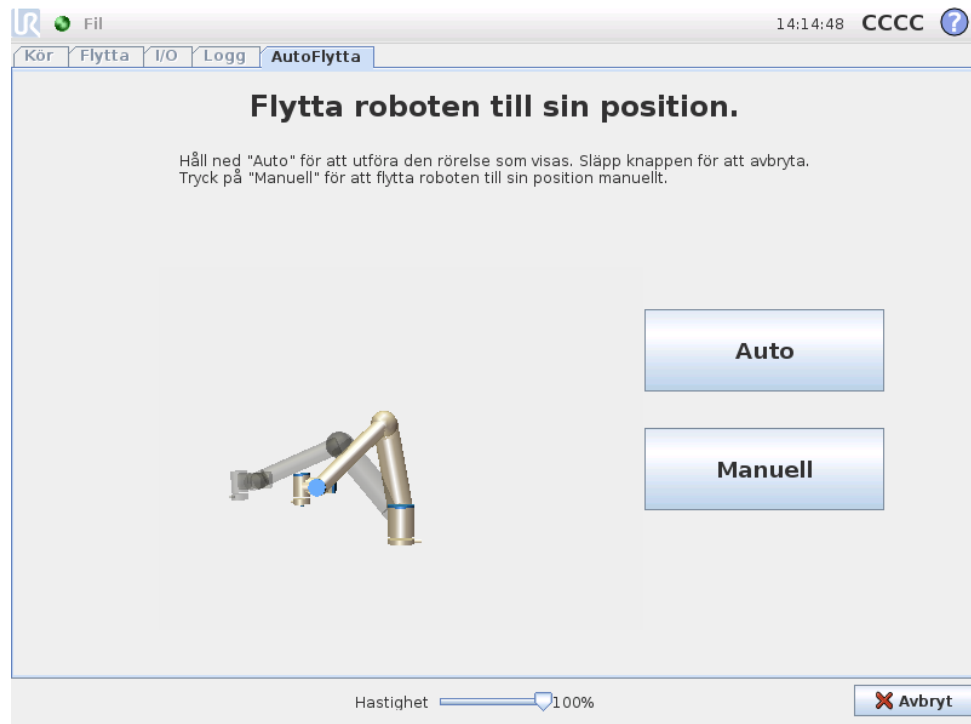 UR Fil 14:14:48 CCCC ?
Kör Flytta I/O Logg AutoFlytta
Flytta roboten till sin position.
Håll ned "Auto" för att utföra den rörelse som visas. Släpp knappen för att avbryta.
Tryck på "Manuell" för att flytta roboten till sin position manuellt.
Auto
Manuell
Hastighet 100% Avbryt